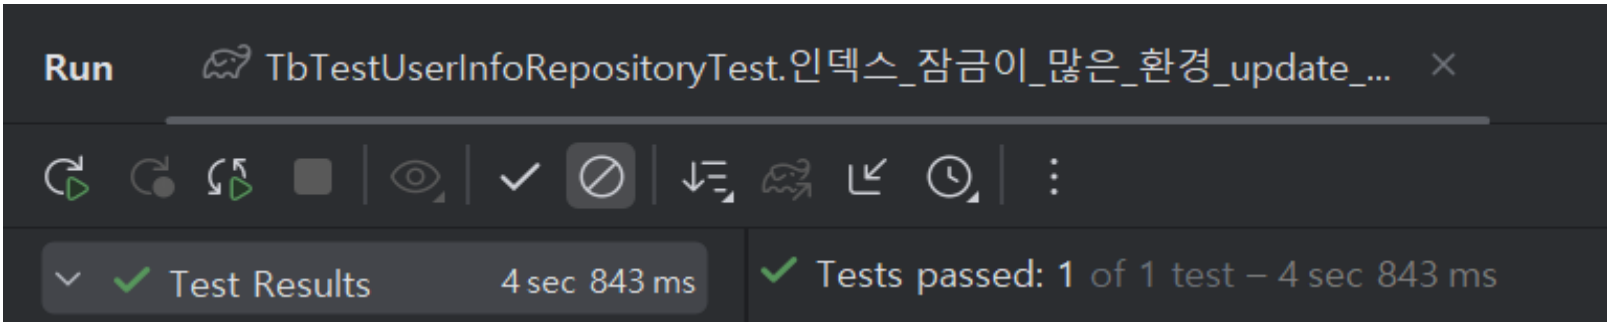 Run TbTestUserInfoRepositoryTest.인덱스_잠금이_많은_환경_update_...
Test Results 4 sec 843 ms
Tests passed: 1 of 1 test – 4 sec 843 ms